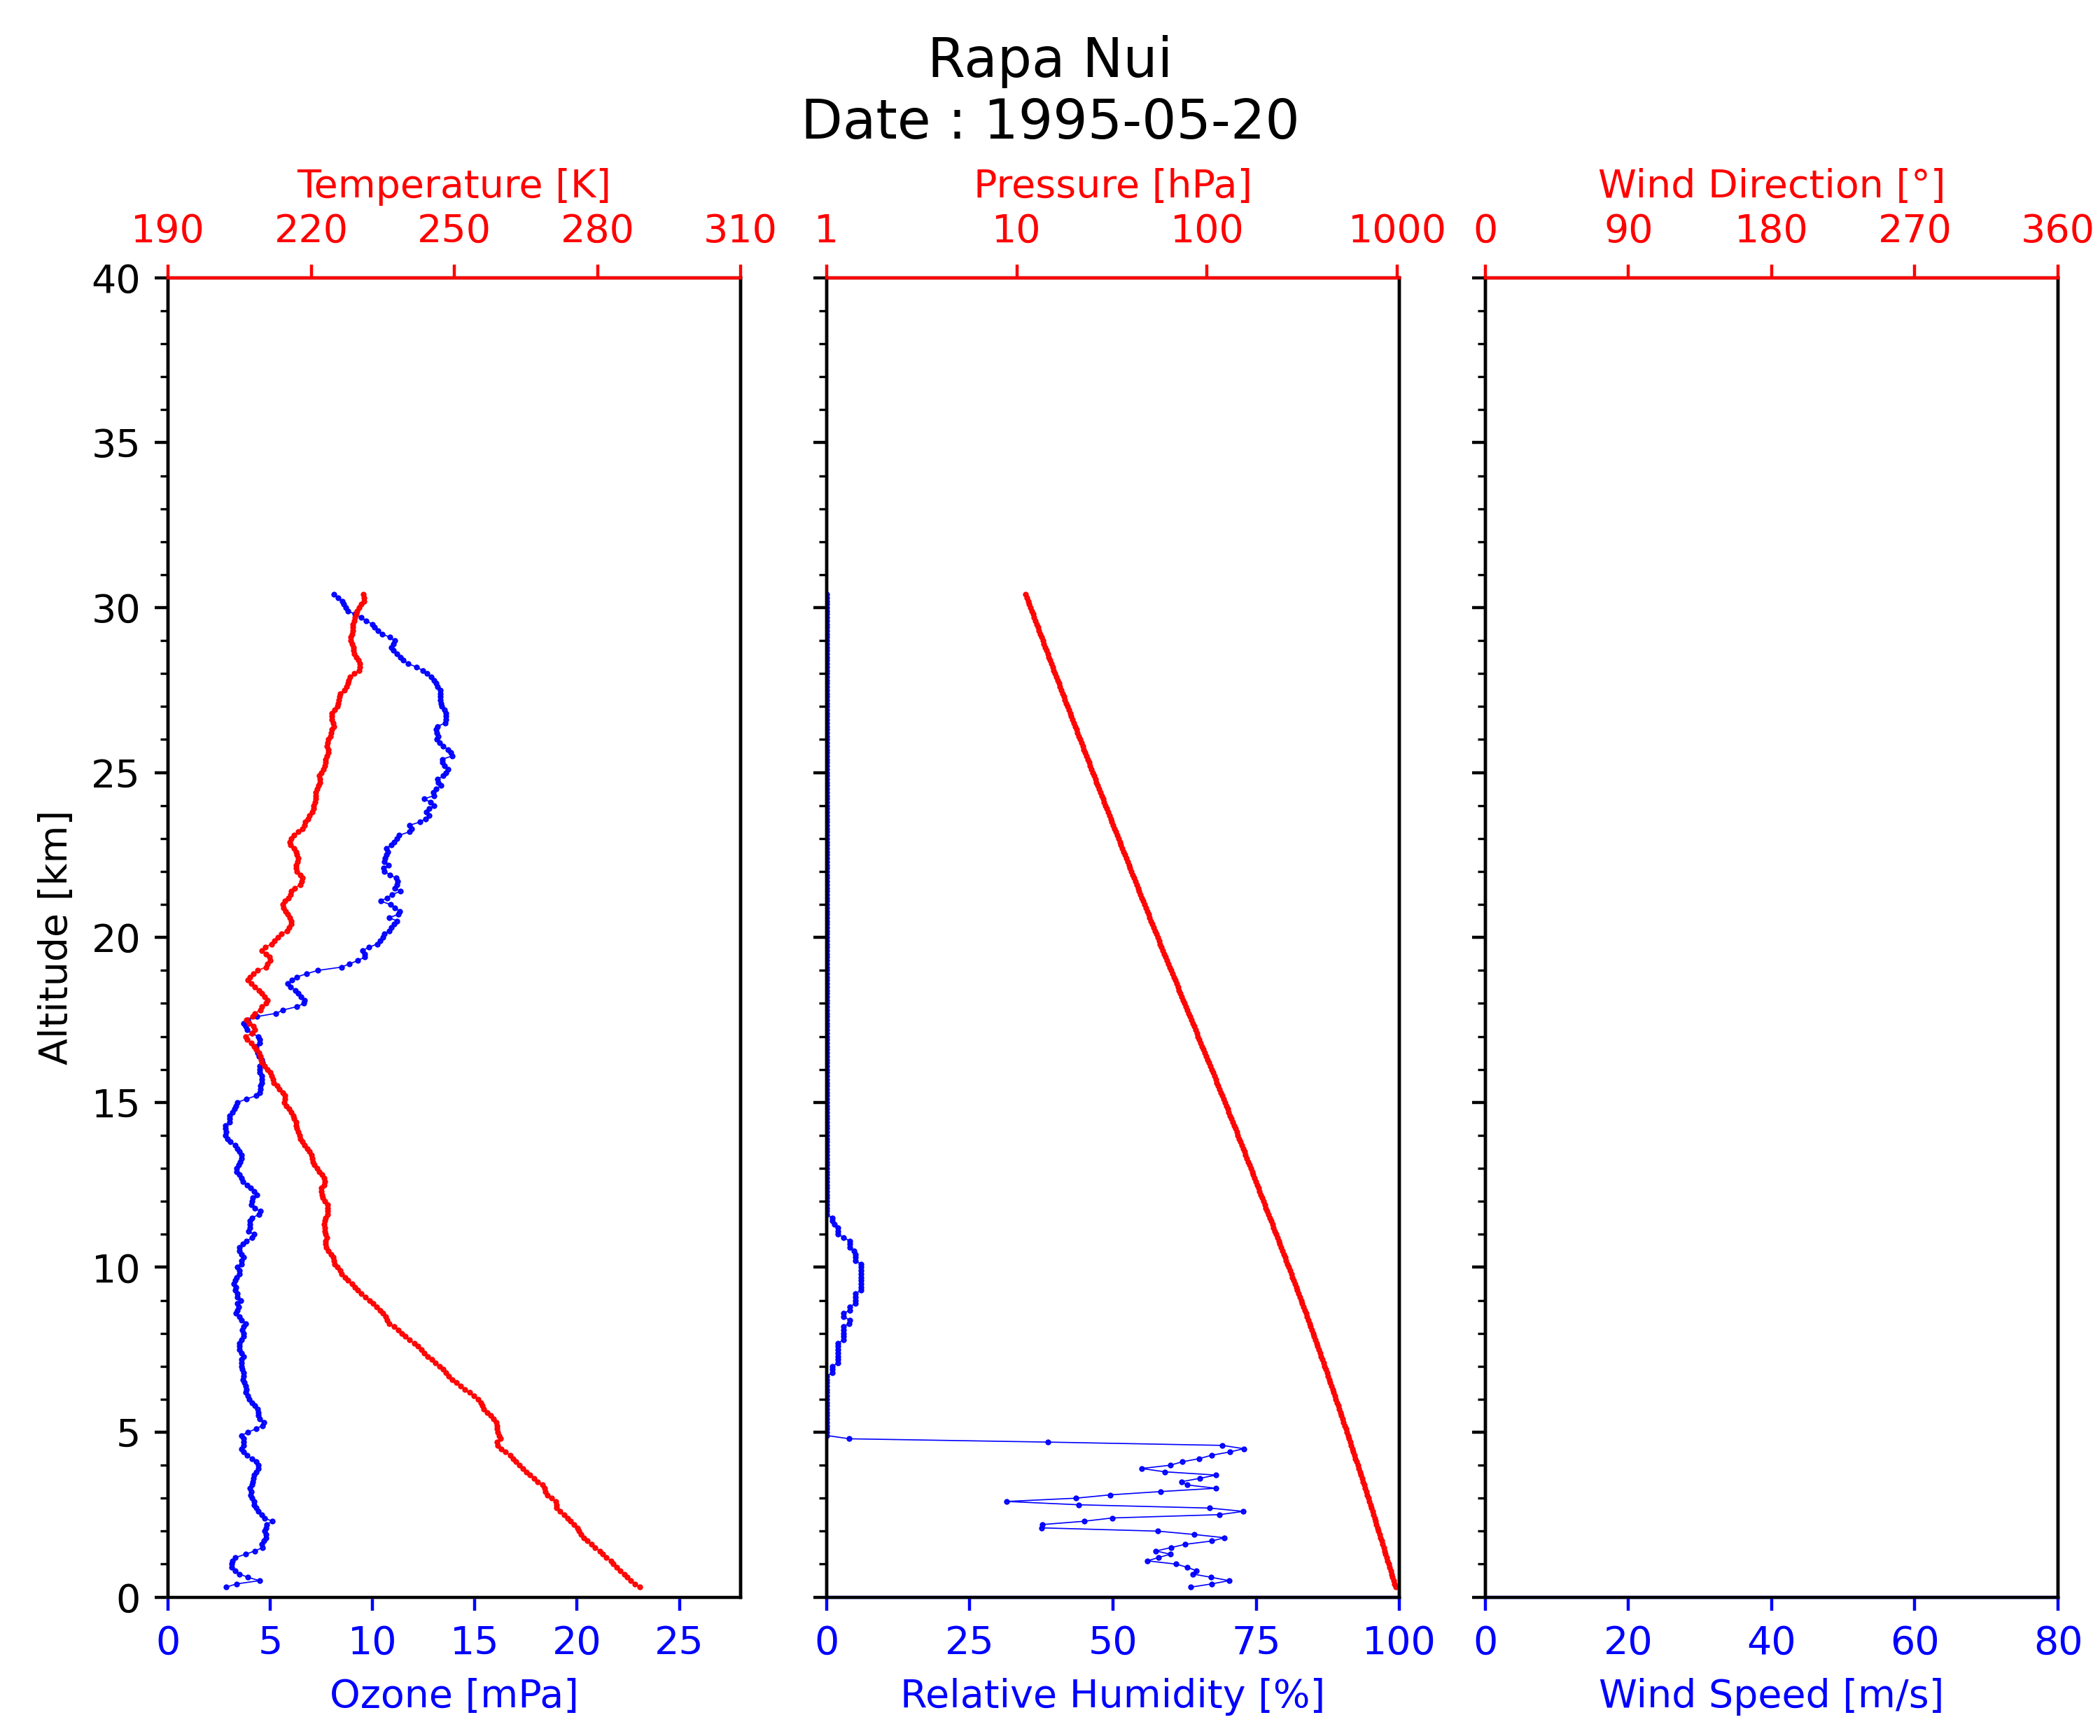 Rapa Nui
Date : 1995-05-20
Temperature [K] Pressure [hPa] Wind Direction [°]
190 220 250 280 310 1 10 100 1000 0 90 180 270 360
40
35
30
25
20
15
10
5
0
Altitude [km]
0 5 10 15 20 25 0 25 50 75 100 0 20 40 60 80
Ozone [mPa] Relative Humidity [%] Wind Speed [m/s]